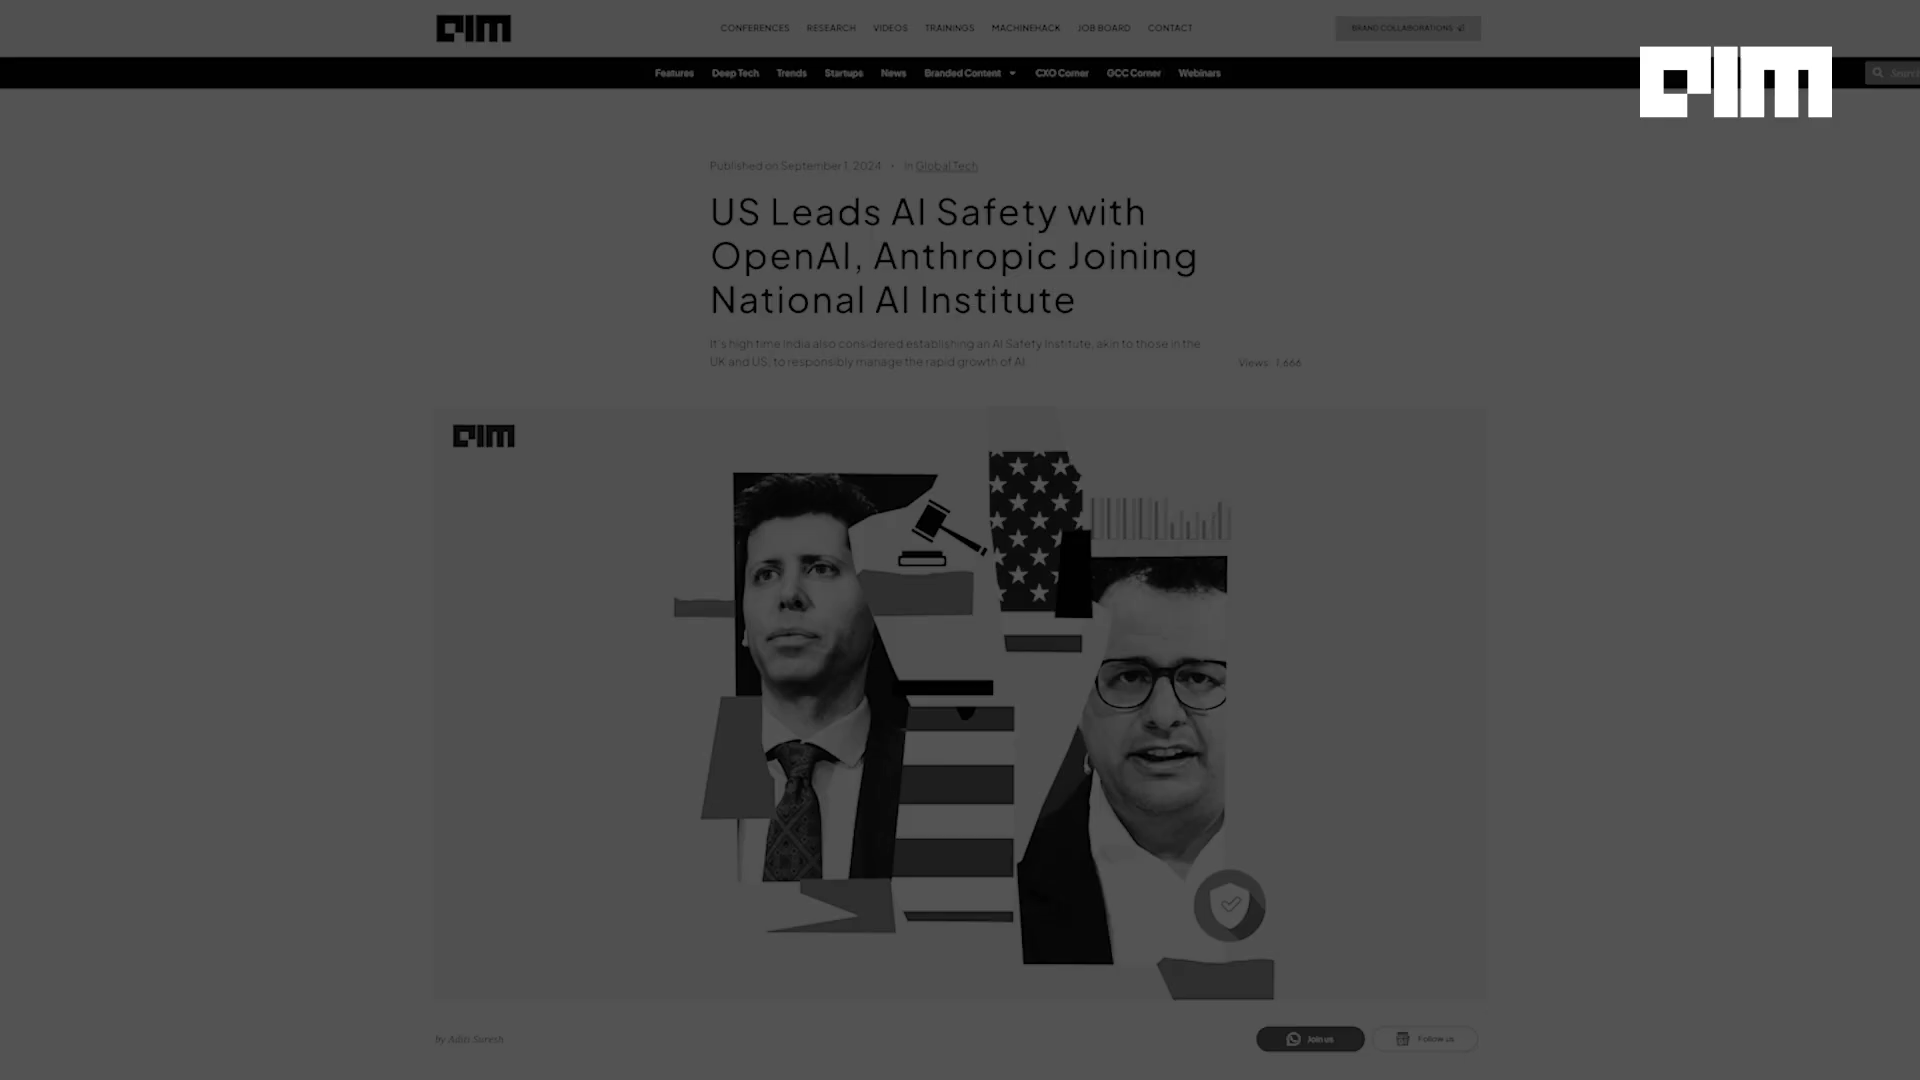 AIM
CONFERENCES RESEARCH VIDEOS TRAININGS MACHINEHACK JOB BOARD CONTACT
BRAND COLLABORATIONS
AIM
Features Deep Tech Trends Startups News Branded Content CXO Corner GCC Corner Webinars
Search
Published on September 1, 2024 • In Global Tech
US Leads AI Safety with
OpenAI, Anthropic Joining
National AI Institute
It's high time India also considered establishing an AI Safety Institute, akin to those in the
UK and US, to responsibly manage the rapid growth of AI
Views : 1,666
AIM
by Aditi Suresh
Join us
Follow us